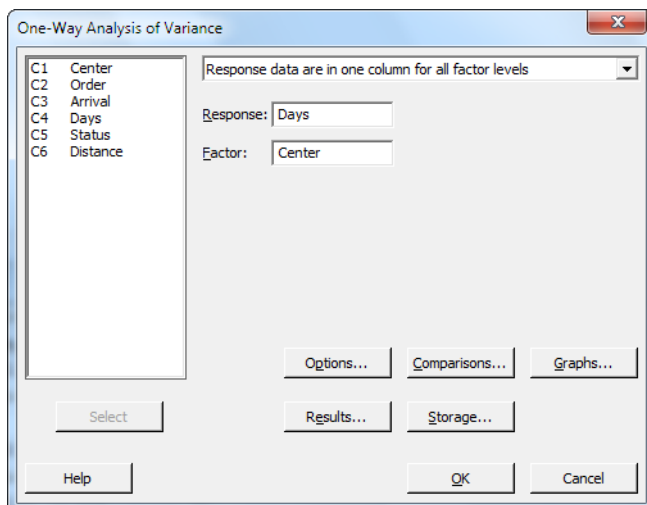 One-Way Analysis of Variance
C1 Center
C2 Order
C3 Arrival
C4 Days
C5 Status
C6 Distance
Response data are in one column for all factor levels
Response: Days
Factor: Center
Options... Comparisons... Graphs...
Select Results... Storage...
Help OK Cancel